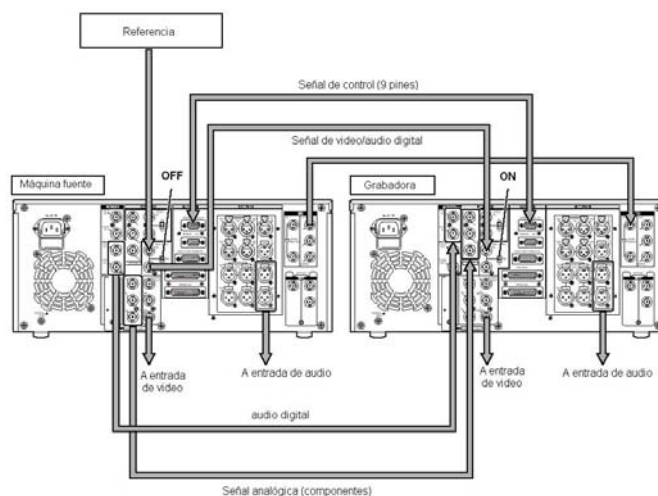 Referencia
Señal de control (9 pines)
Señal de video/audio digital
OFF
ON
Máquina fuente
Grabadora
A entrada
de video
A entrada de audio
A entrada
de video
A entrada de audio
audio digital
Señal analógica (componentes)